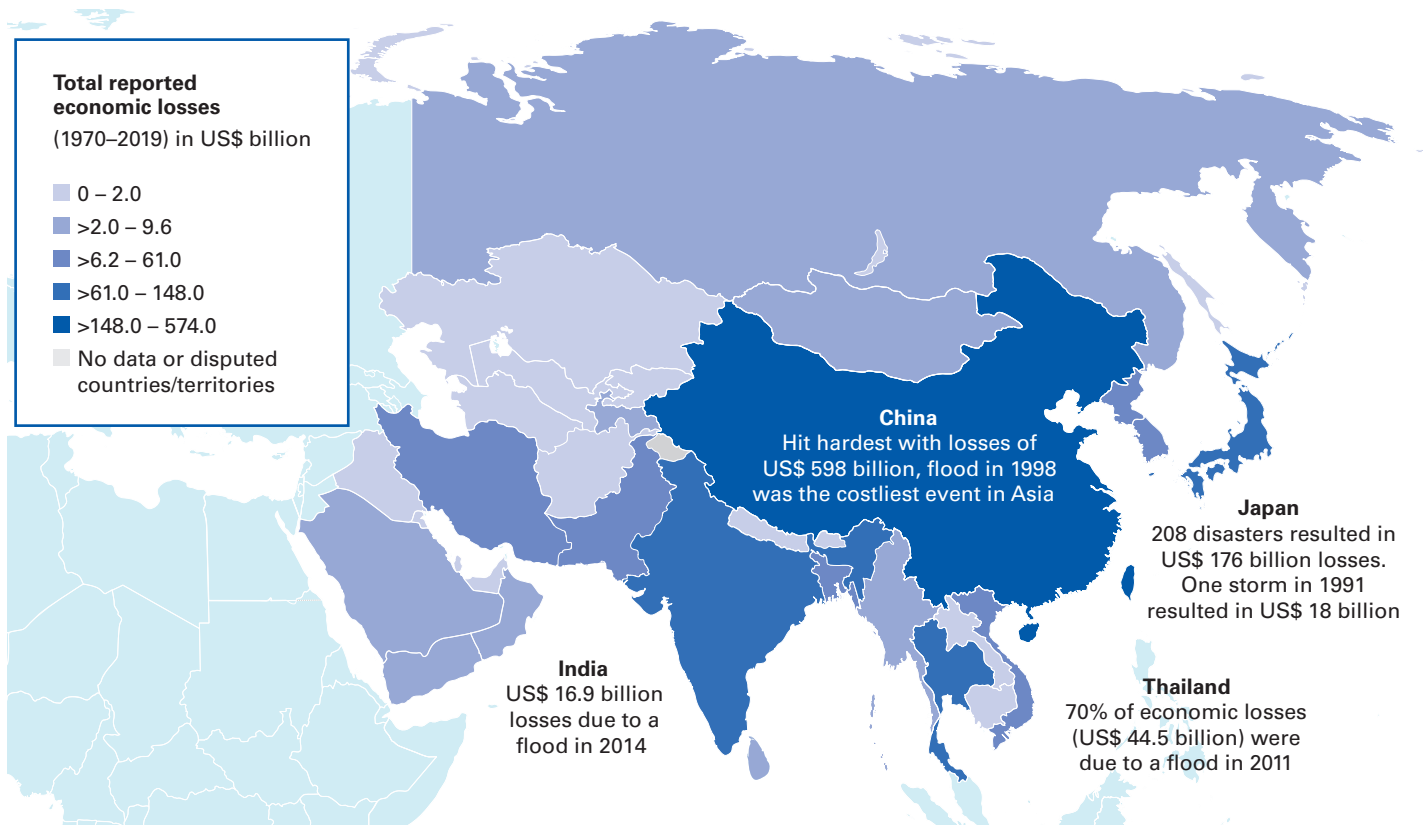 Total reported
economic losses
(1970–2019) in US$ billion
0 – 2.0
>2.0 – 9.6
>6.2 – 61.0
>61.0 – 148.0
>148.0 – 574.0
No data or disputed
countries/territories
China
Hit hardest with losses of
US$ 598 billion, flood in 1998
was the costliest event in Asia
Japan
208 disasters resulted in
US$ 176 billion losses.
One storm in 1991
resulted in US$ 18 billion
India
US$ 16.9 billion
losses due to a
flood in 2014
Thailand
70% of economic losses
(US$ 44.5 billion) were
due to a flood in 2011